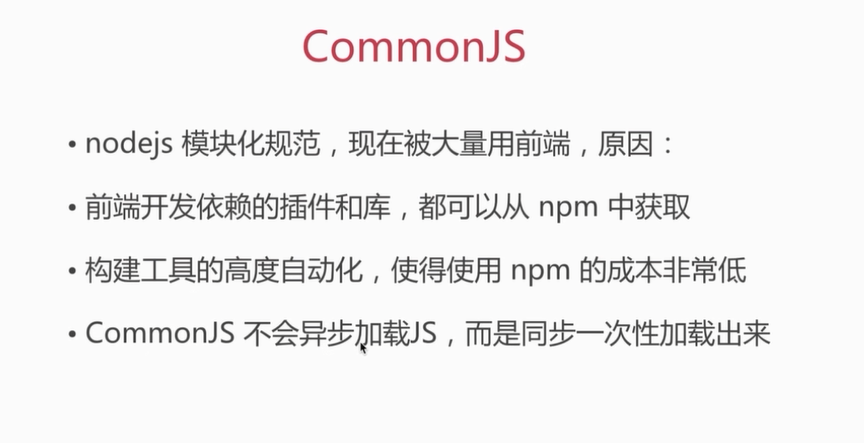 CommonJS
• nodejs 模块化规范，现在被大量用前端，原因：
• 前端开发依赖的插件和库，都可以从 npm 中获取
• 构建工具的高度自动化，使得使用 npm 的成本非常低
• CommonJS 不会异步加载JS，而是同步一次性加载出来